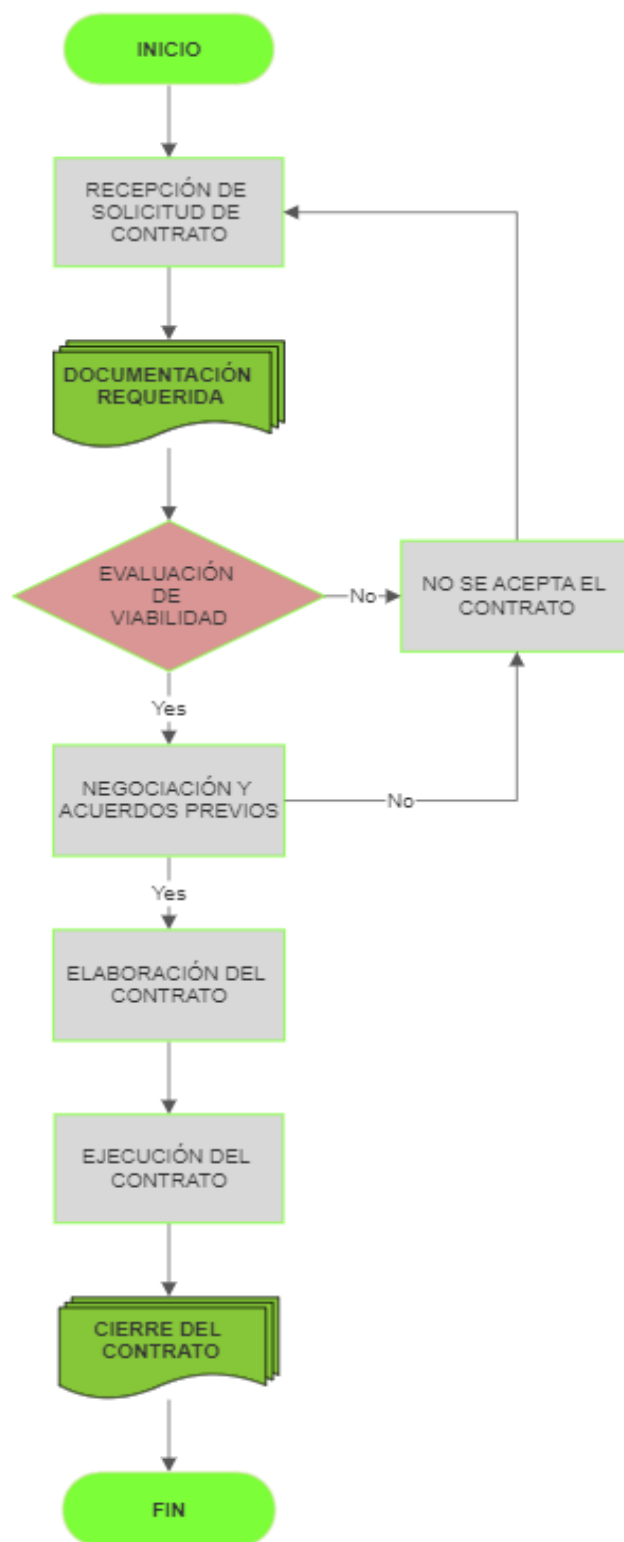 INICIO
RECEPCIÓN DE
SOLICITUD DE
CONTRATO
DOCUMENTACIÓN
REQUERIDA
EVALUACIÓN
DE
VIABILIDAD
No
NO SE ACEPTA EL
CONTRATO
Yes
NEGOCIACIÓN Y
ACUERDOS PREVIOS
No
Yes
ELABORACIÓN DEL
CONTRATO
EJECUCIÓN DEL
CONTRATO
CIERRE DEL
CONTRATO
FIN